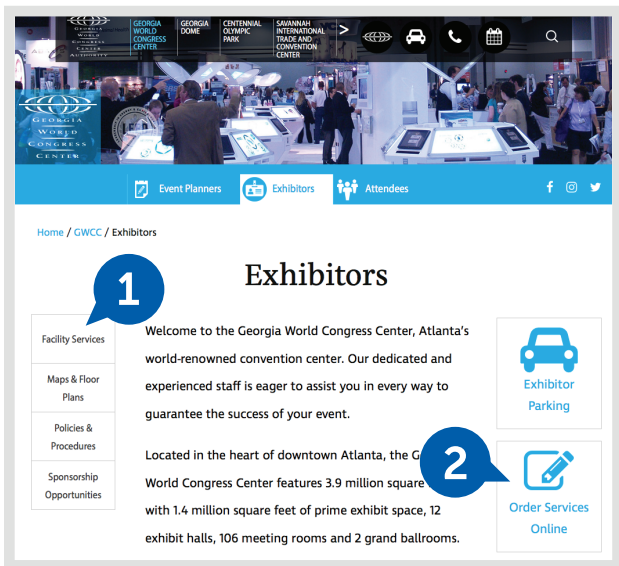 GEORGIA
WORLD
CONGRESS
CENTER
AUTHORITY
GEORGIA
WORLD
CONGRESS
CENTER
GEORGIA
DOME
CENTENNIAL
OLYMPIC
PARK
SAVANNAH
INTERNATIONAL
TRADE AND
CONVENTION
CENTER
>
GEORGIA
WORLD
CONGRESS
CENTER
Event Planners
Exhibitors
Attendees
Home / GWCC / Exhibitors
Exhibitors
1
Facility Services
Maps & Floor
Plans
Policies &
Procedures
Sponsorship
Opportunities
Welcome to the Georgia World Congress Center, Atlanta’s
world-renowned convention center. Our dedicated and
experienced staff is eager to assist you in every way to
guarantee the success of your event.
Located in the heart of downtown Atlanta, the G
World Congress Center features 3.9 million square
with 1.4 million square feet of prime exhibit space, 12
exhibit halls, 106 meeting rooms and 2 grand ballrooms.
Exhibitor
Parking
2
Order Services
Online